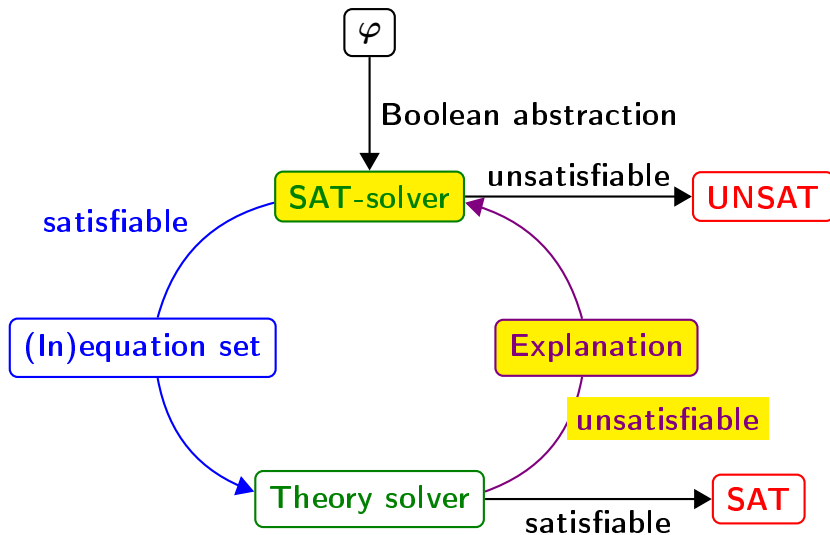 φ
Boolean abstraction
SAT-solver
unsatisfiable
UNSAT
satisfiable
(In)equation set
Explanation
unsatisfiable
Theory solver
SAT
satisfiable